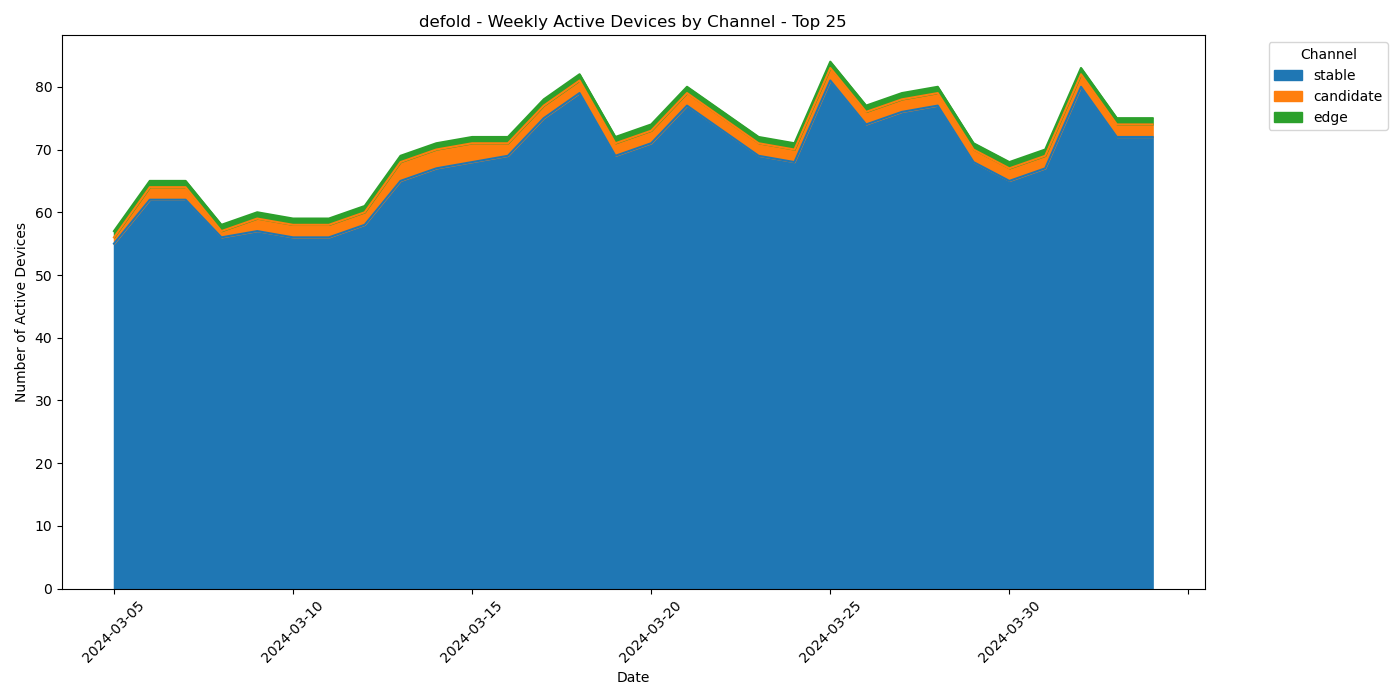 defold - Weekly Active Devices by Channel - Top 25
Channel
stable
candidate
edge
Number of Active Devices
80
70
60
50
40
30
20
10
0
2024-03-05
2024-03-10
2024-03-15
2024-03-20
2024-03-25
2024-03-30
Date